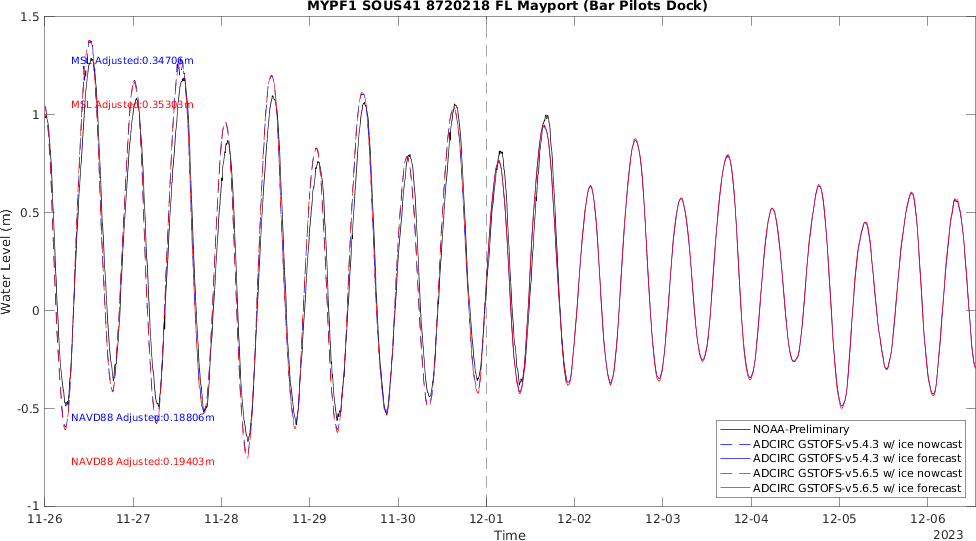 MYPF1 SOUS41 8720218 FL Mayport (Bar Pilots Dock)
1.5
1
0.5
0
-0.5
-1
Water Level (m)
MSL Adjusted:0.34706m
MSL Adjusted:0.35303m
NAVD88 Adjusted:0.18806m
NAVD88 Adjusted:0.19403m
NOAA-Preliminary
ADCIRC GSTOFS-v5.4.3 w/ ice nowcast
ADCIRC GSTOFS-v5.4.3 w/ ice forecast
ADCIRC GSTOFS-v5.6.5 w/ ice nowcast
ADCIRC GSTOFS-v5.6.5 w/ ice forecast
11-26 11-27 11-28 11-29 11-30 12-01 12-02 12-03 12-04 12-05 12-06
Time
2023